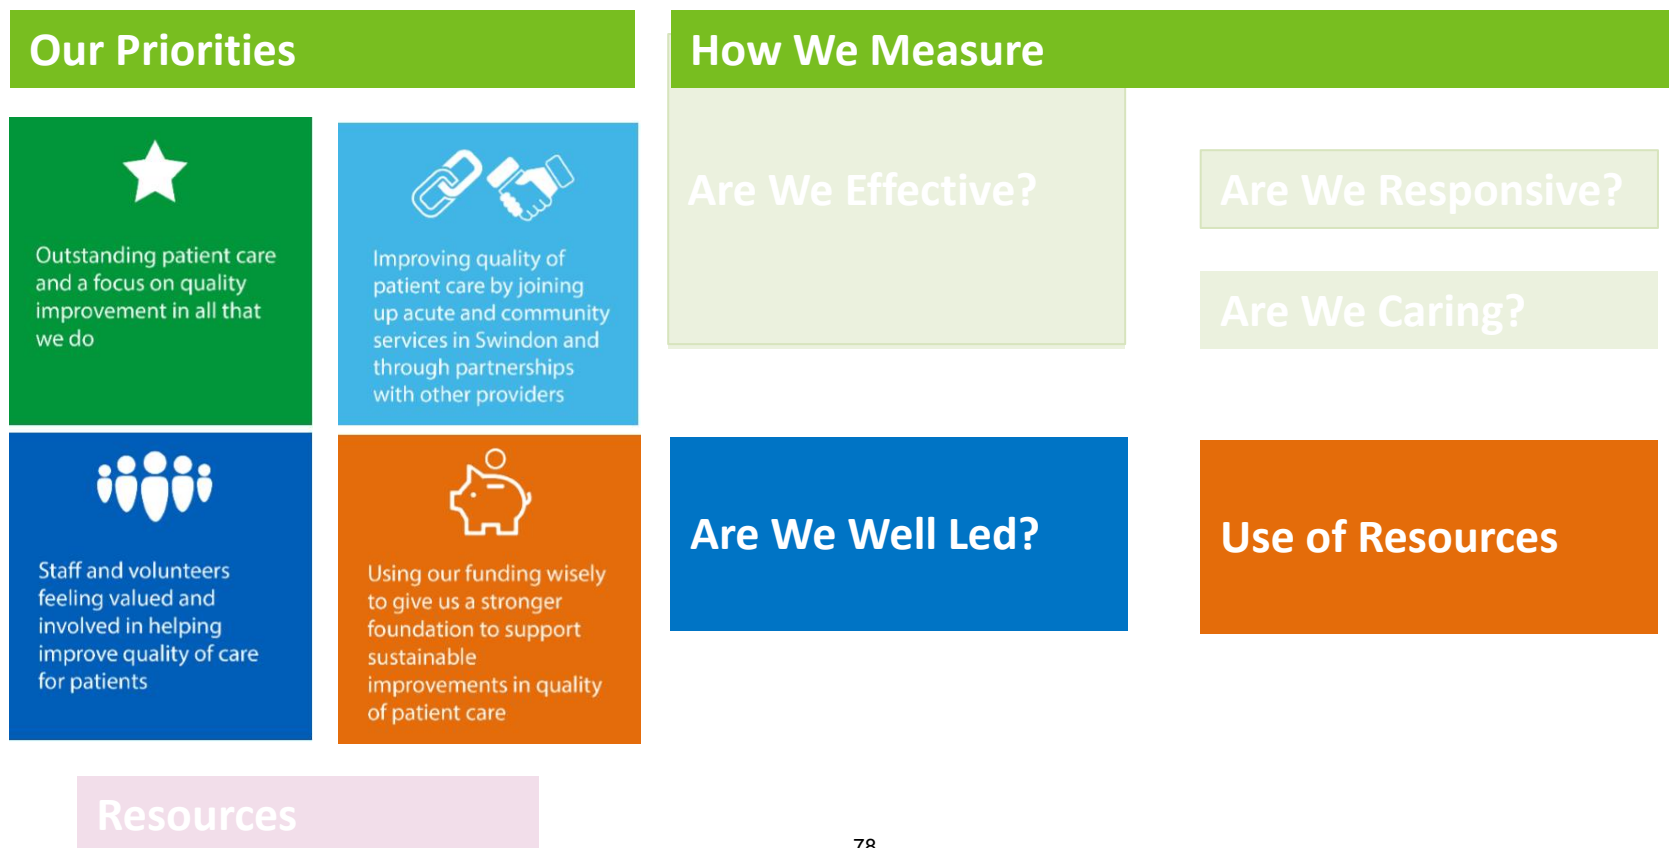 Our Priorities
How We Measure
Outstanding patient care
and a focus on quality
improvement in all that
we do
Improving quality of
patient care by joining
up acute and community
services in Swindon and
through partnerships
with other providers
Are We Effective?
Are We Responsive?
Are We Caring?
Staff and volunteers
feeling valued and
involved in helping
improve quality of care
for patients
Using our funding wisely
to give us a stronger
foundation to support
sustainable
improvements in quality
of patient care
Are We Well Led?
Use of Resources
Resources
78